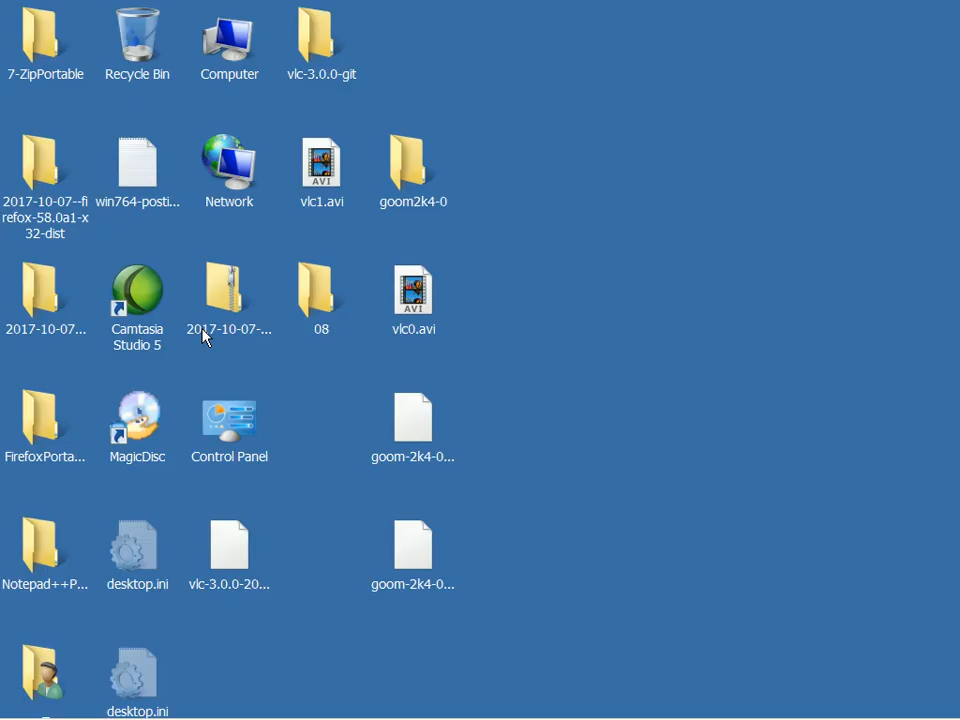 7-ZipPortable
Recycle Bin
Computer
vlc-3.0.0-git
2017-10-07--fi
refox-58.0a1-x
32-dist
win764-posti...
Network
vlc1.avi
goom2k4-0
2017-10-07...
Camtasia
Studio 5
2017-10-07-...
08
AVI
vlc0.avi
FirefoxPorta...
MagicDisc
Control Panel
goom-2k4-0...
Notepad++P...
desktop.ini
vlc-3.0.0-20...
goom-2k4-0...
desktop.ini